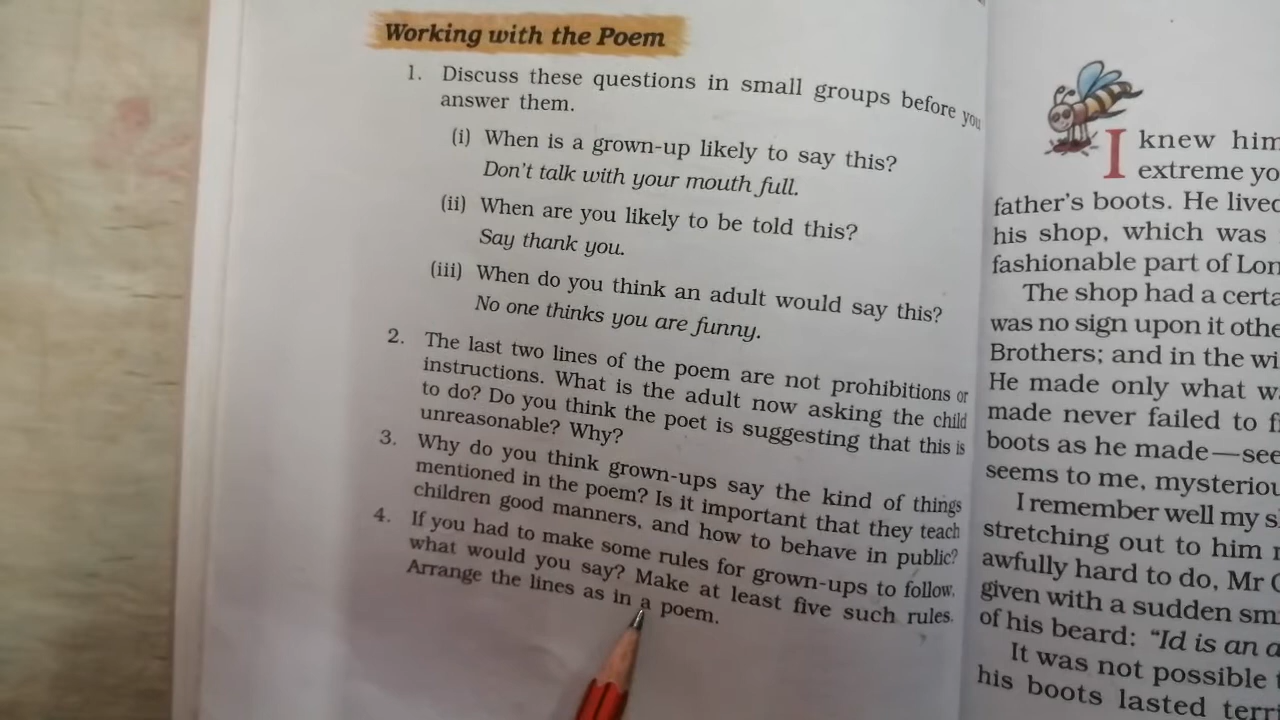 Working with the Poem
1. Discuss these questions in small groups before you
answer them.
(i) When is a grown-up likely to say this?
Don't talk with your mouth full.
(ii) When are you likely to be told this?
Say thank you.
(iii) When do you think an adult would say this?
No one thinks you are funny.
2. The last two lines of the poem are not prohibitions or
instructions. What is the adult now asking the child
to do? Do you think the poet is suggesting that this is
unreasonable? Why?
3. Why do you think grown-ups say the kind of things
mentioned in the poem? Is it important that they teach
children good manners, and how to behave in public?
4. If you had to make some rules for grown-ups to follow,
what would you say? Make at least five such rules.
Arrange the lines as in a poem.
I knew him
extreme yo
father's boots. He lived
his shop, which was
fashionable part of Lon
The shop had a certa
was no sign upon it othe
Brothers; and in the wi
He made only what w
made never failed to f
boots as he made—see
seems to me, mysteriou
I remember well my s
stretching out to him
awfully hard to do, Mr G
given with a sudden smi
of his beard: "Id is an a
It was not possible t
his boots lasted terri